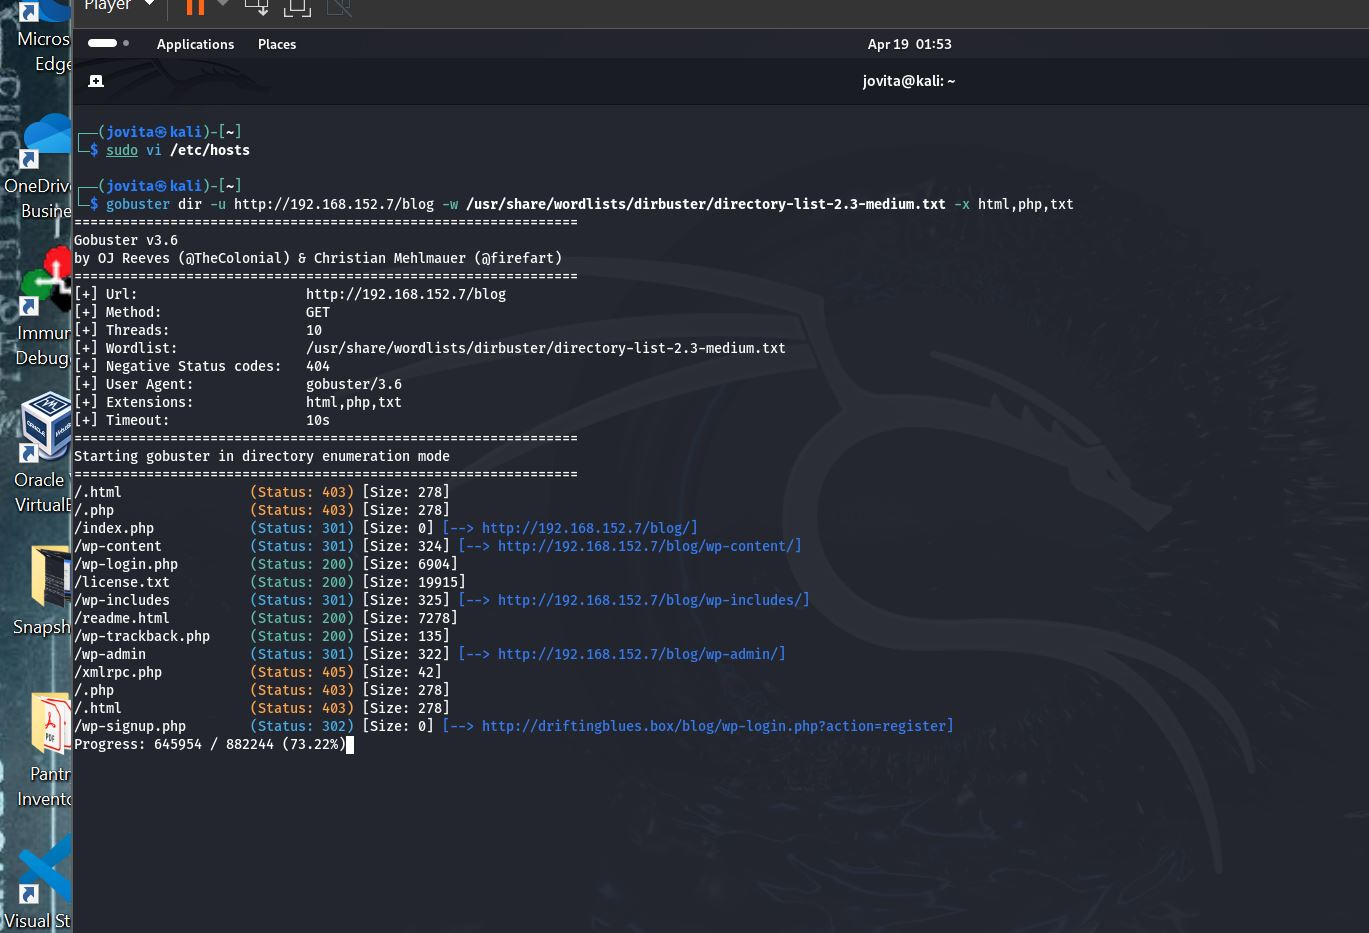 Player
Applications Places Apr 19 01:53
jovita@kali: ~
Micros
Edge
OneDrive
Busine
Immun
Debug
Oracle
VirtualB
Snapsh
PDF
Pantr
Invento
Visual St
┌──(jovita㉿kali)-[~]
└─$ sudo vi /etc/hosts
┌──(jovita㉿kali)-[~]
└─$ gobuster dir -u http://192.168.152.7/blog -w /usr/share/wordlists/dirbuster/directory-list-2.3-medium.txt -x html,php,txt
===============================================================
Gobuster v3.6
by OJ Reeves (@TheColonial) & Christian Mehlmauer (@firefart)
===============================================================
[+] Url:                     http://192.168.152.7/blog
[+] Method:                  GET
[+] Threads:                 10
[+] Wordlist:                /usr/share/wordlists/dirbuster/directory-list-2.3-medium.txt
[+] Negative Status codes:   404
[+] User Agent:              gobuster/3.6
[+] Extensions:              html,php,txt
[+] Timeout:                 10s
===============================================================
Starting gobuster in directory enumeration mode
===============================================================
/.html                (Status: 403) [Size: 278]
/.php                 (Status: 403) [Size: 278]
/index.php            (Status: 301) [Size: 0] [--> http://192.168.152.7/blog/]
/wp-content           (Status: 301) [Size: 324] [--> http://192.168.152.7/blog/wp-content/]
/wp-login.php         (Status: 200) [Size: 6904]
/license.txt          (Status: 200) [Size: 19915]
/wp-includes          (Status: 301) [Size: 325] [--> http://192.168.152.7/blog/wp-includes/]
/readme.html          (Status: 200) [Size: 7278]
/wp-trackback.php     (Status: 200) [Size: 135]
/wp-admin             (Status: 301) [Size: 322] [--> http://192.168.152.7/blog/wp-admin/]
/xmlrpc.php           (Status: 405) [Size: 42]
/.php                 (Status: 403) [Size: 278]
/.html                (Status: 403) [Size: 278]
/wp-signup.php        (Status: 302) [Size: 0] [--> http://driftingblues.box/blog/wp-login.php?action=register]
Progress: 645954 / 882244 (73.22%)